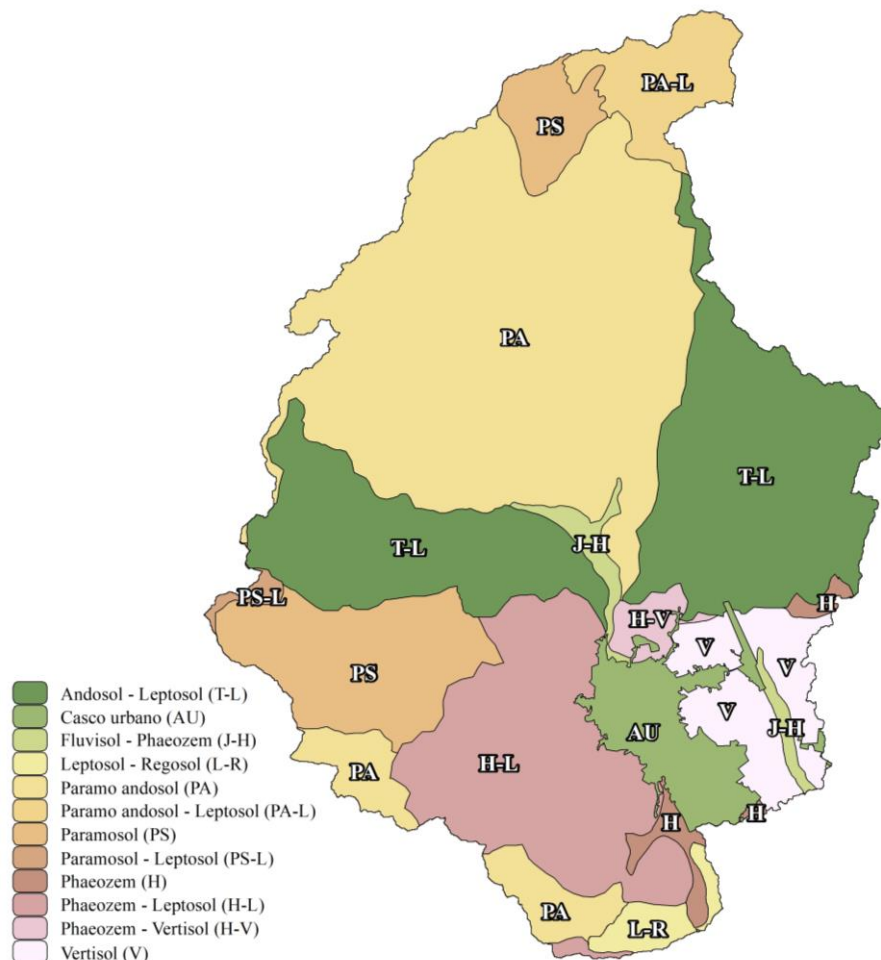 PA-L
PS
PA
T-L
T-L
J-H
PS-L
H
H-V
V
V
PS
V
J-H
AU
H-L
PA
H
H
PA
L-R
Andosol - Leptosol (T-L)
Casco urbano (AU)
Fluvisol - Phaeozem (J-H)
Leptosol - Regosol (L-R)
Paramo andosol (PA)
Paramo andosol - Leptosol (PA-L)
Paramosol (PS)
Paramosol - Leptosol (PS-L)
Phaeozem (H)
Phaeozem - Leptosol (H-L)
Phaeozem - Vertisol (H-V)
Vertisol (V)